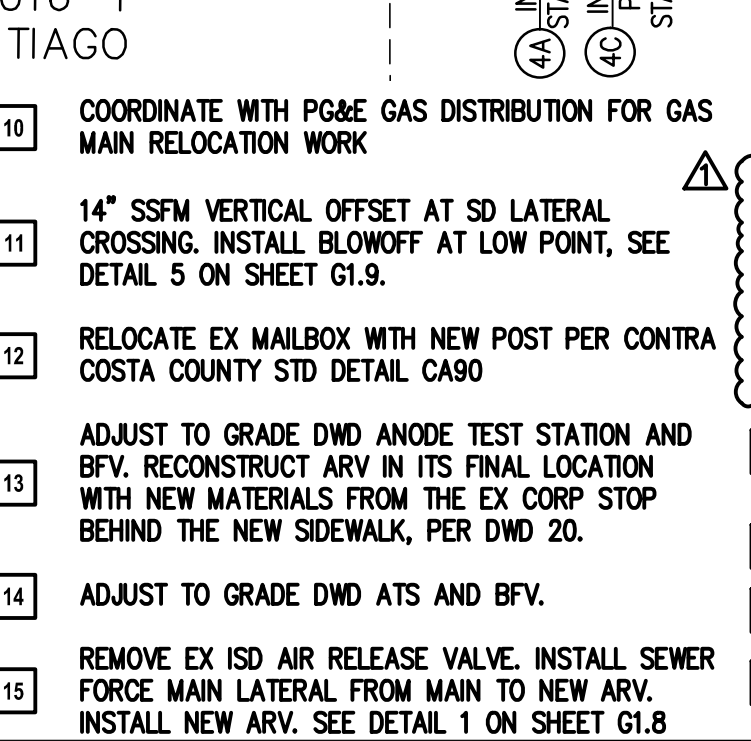 TIAGO
4A
4C
10 COORDINATE WITH PG&E GAS DISTRIBUTION FOR GAS
MAIN RELOCATION WORK
1
11 14" SSFM VERTICAL OFFSET AT SD LATERAL
CROSSING. INSTALL BLOWOFF AT LOW POINT, SEE
DETAIL 5 ON SHEET G1.9.
12 RELOCATE EX MAILBOX WITH NEW POST PER CONTRA
COSTA COUNTY STD DETAIL CA90
13 ADJUST TO GRADE DWD ANODE TEST STATION AND
BFV. RECONSTRUCT ARV IN ITS FINAL LOCATION
WITH NEW MATERIALS FROM THE EX CORP STOP
BEHIND THE NEW SIDEWALK, PER DWD 20.
14 ADJUST TO GRADE DWD ATS AND BFV.
15 REMOVE EX ISD AIR RELEASE VALVE. INSTALL SEWER
FORCE MAIN LATERAL FROM MAIN TO NEW ARV.
INSTALL NEW ARV. SEE DETAIL 1 ON SHEET G1.8